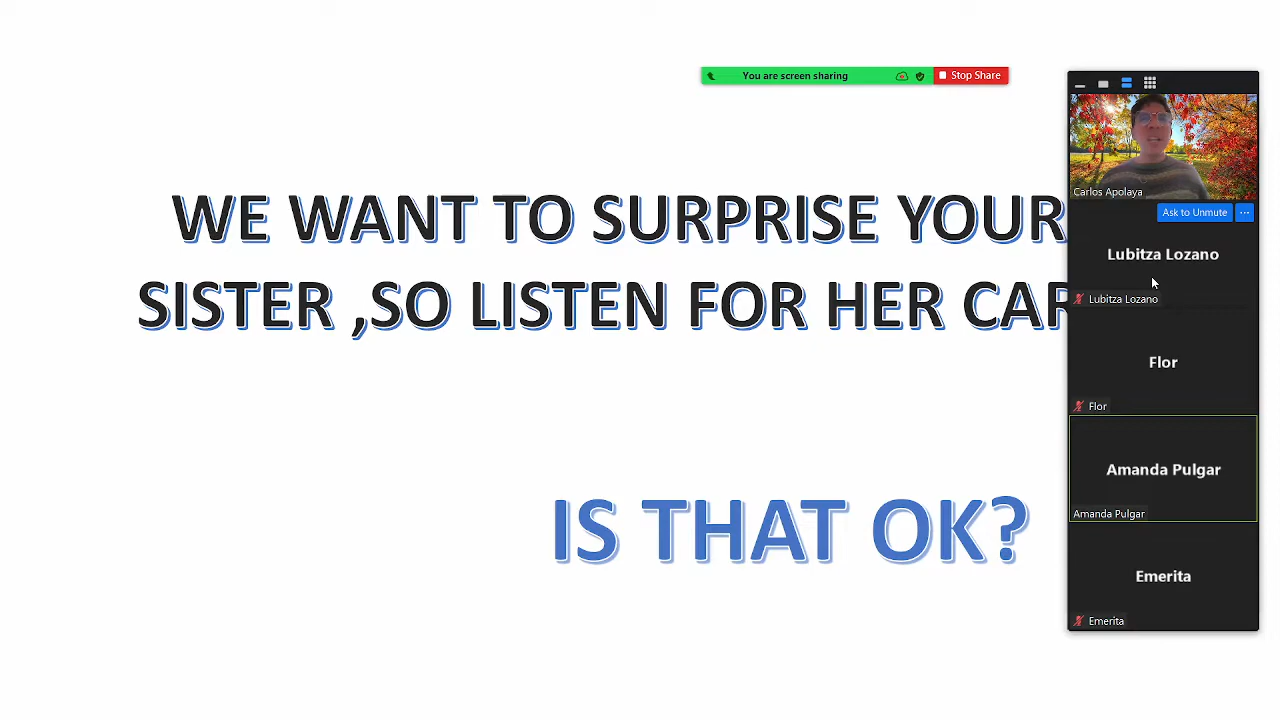 You are screen sharing
Stop Share
WE WANT TO SURPRISE YOUR
SISTER ,SO LISTEN FOR HER CAR
IS THAT OK?
Carlos Apolaya
Ask to Unmute
...
Lubitza Lozano
Lubitza Lozano
Flor
Flor
Amanda Pulgar
Amanda Pulgar
Emerita
Emerita